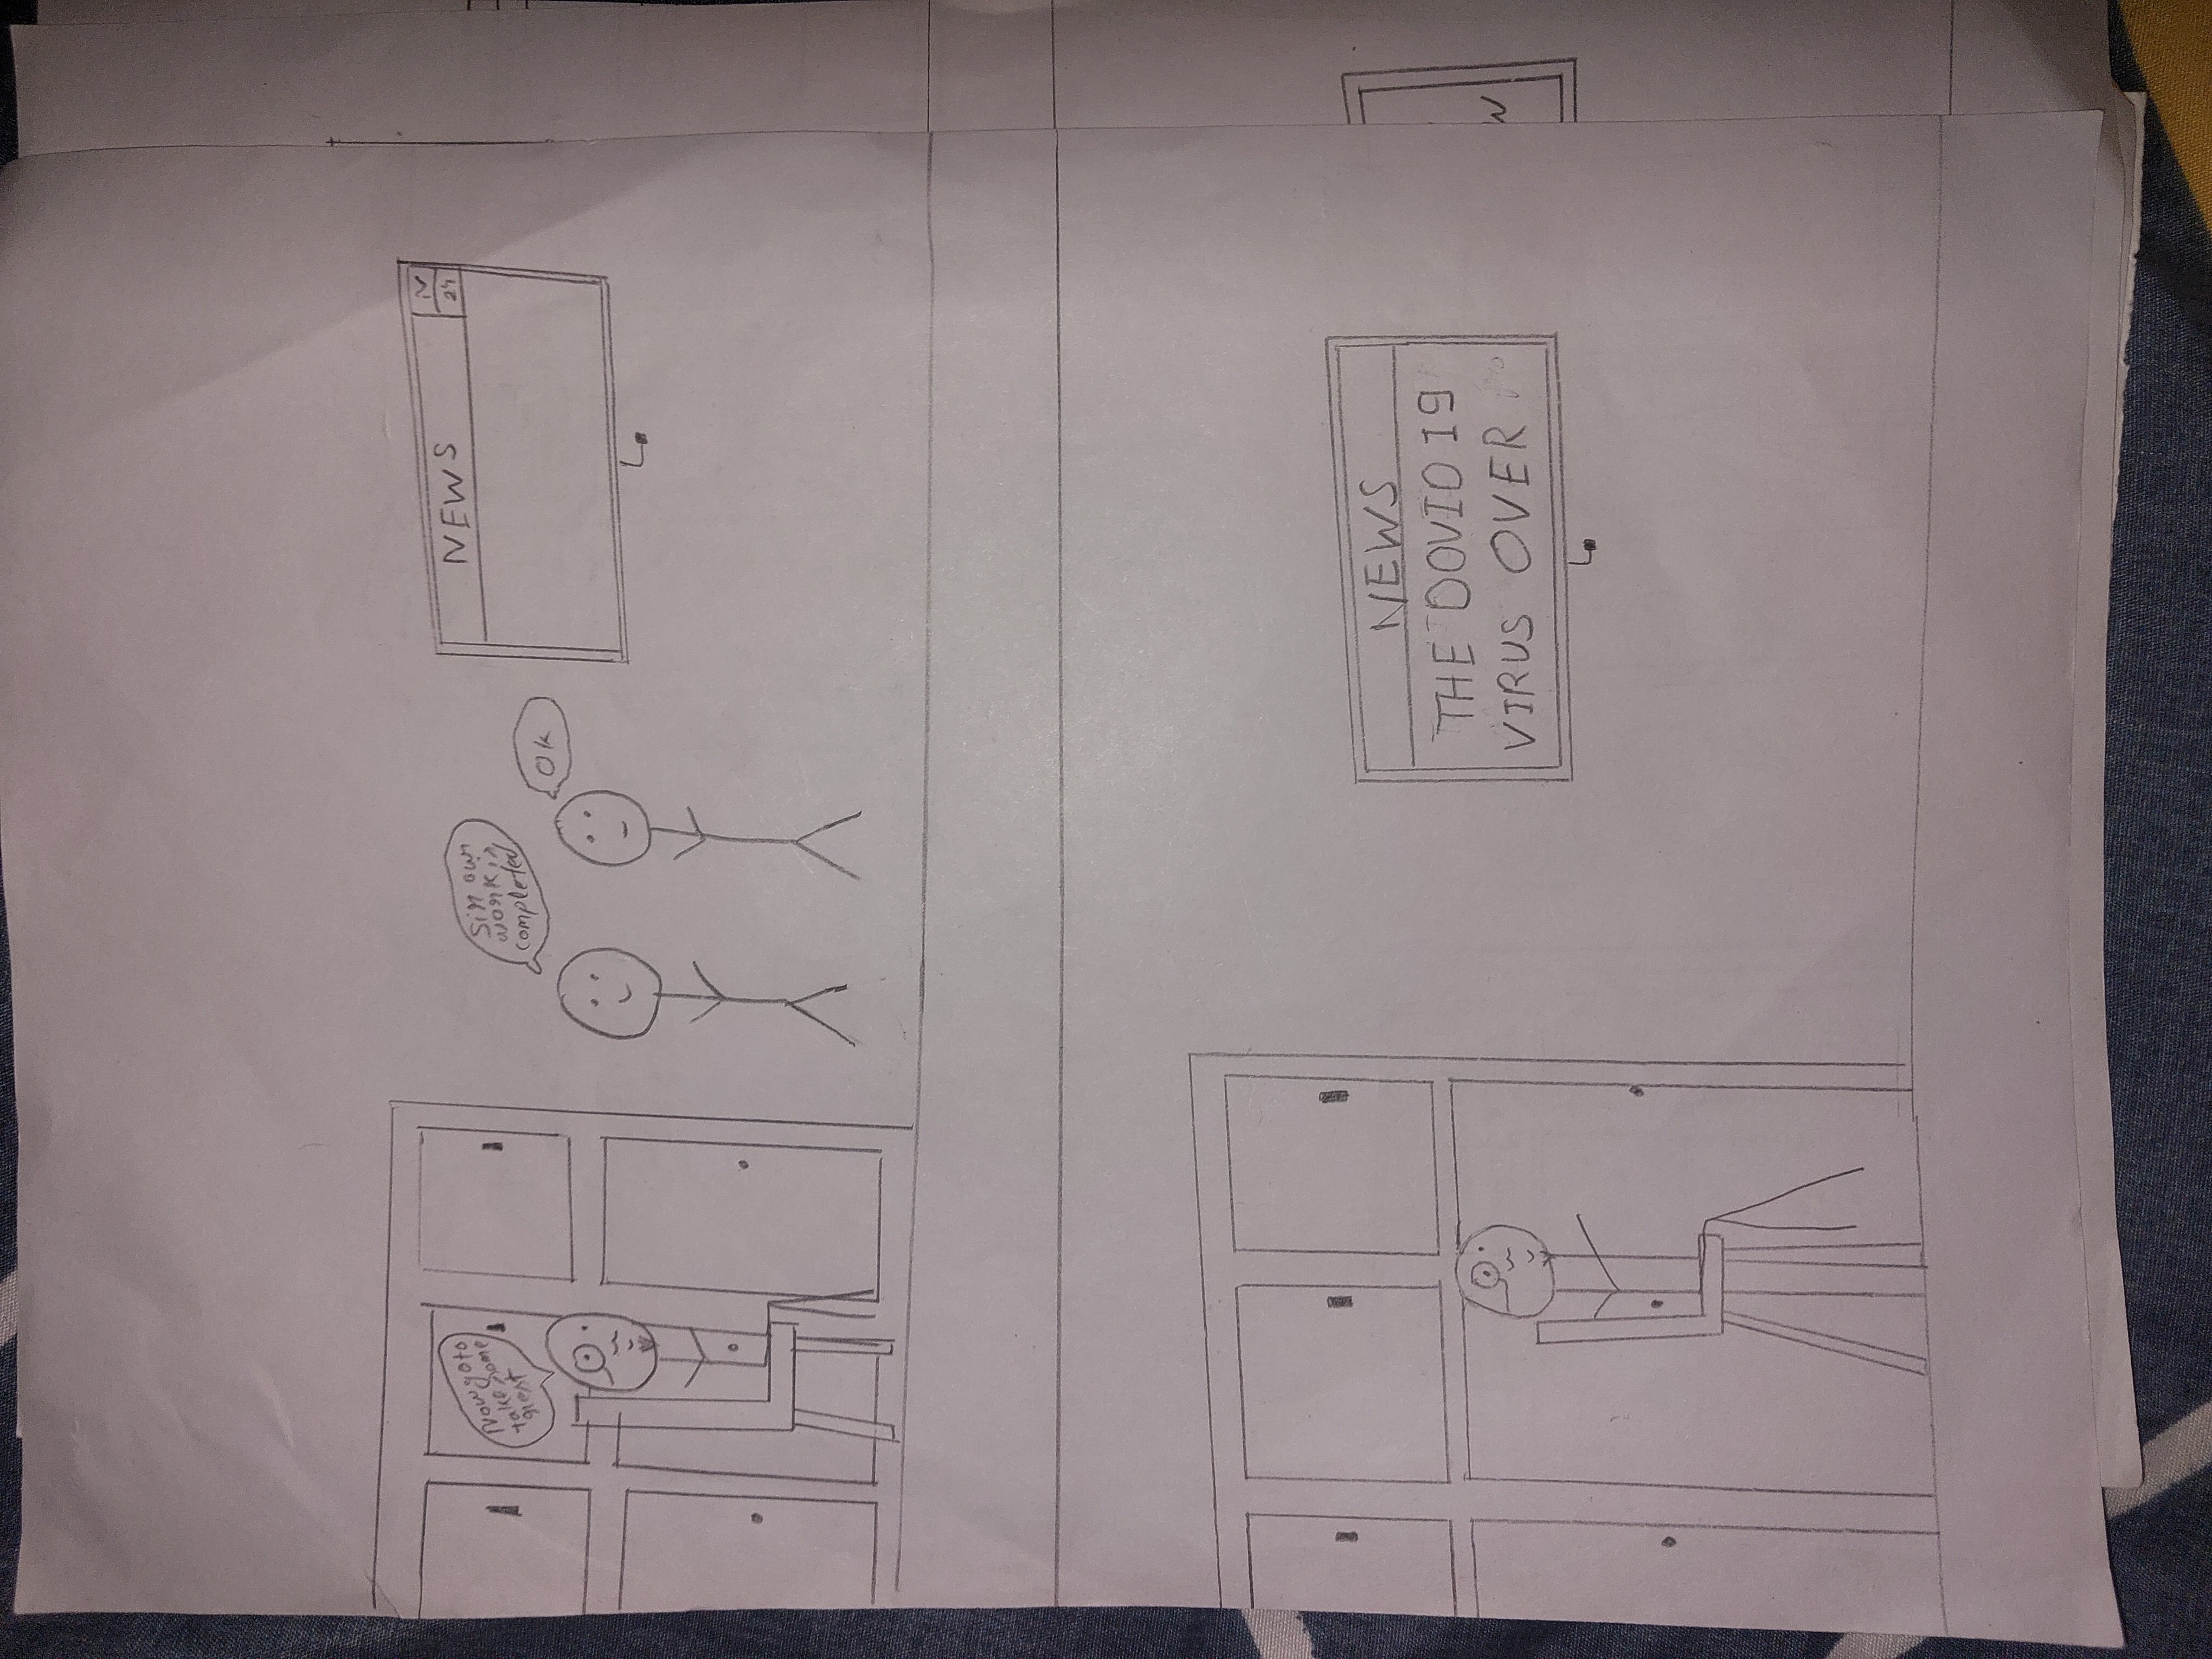 Now go to
take some
rest
Sir our
work is
completed
OK
NEWS
N
24
NEWS
THE DOVID 19
VIRUS OVER
W